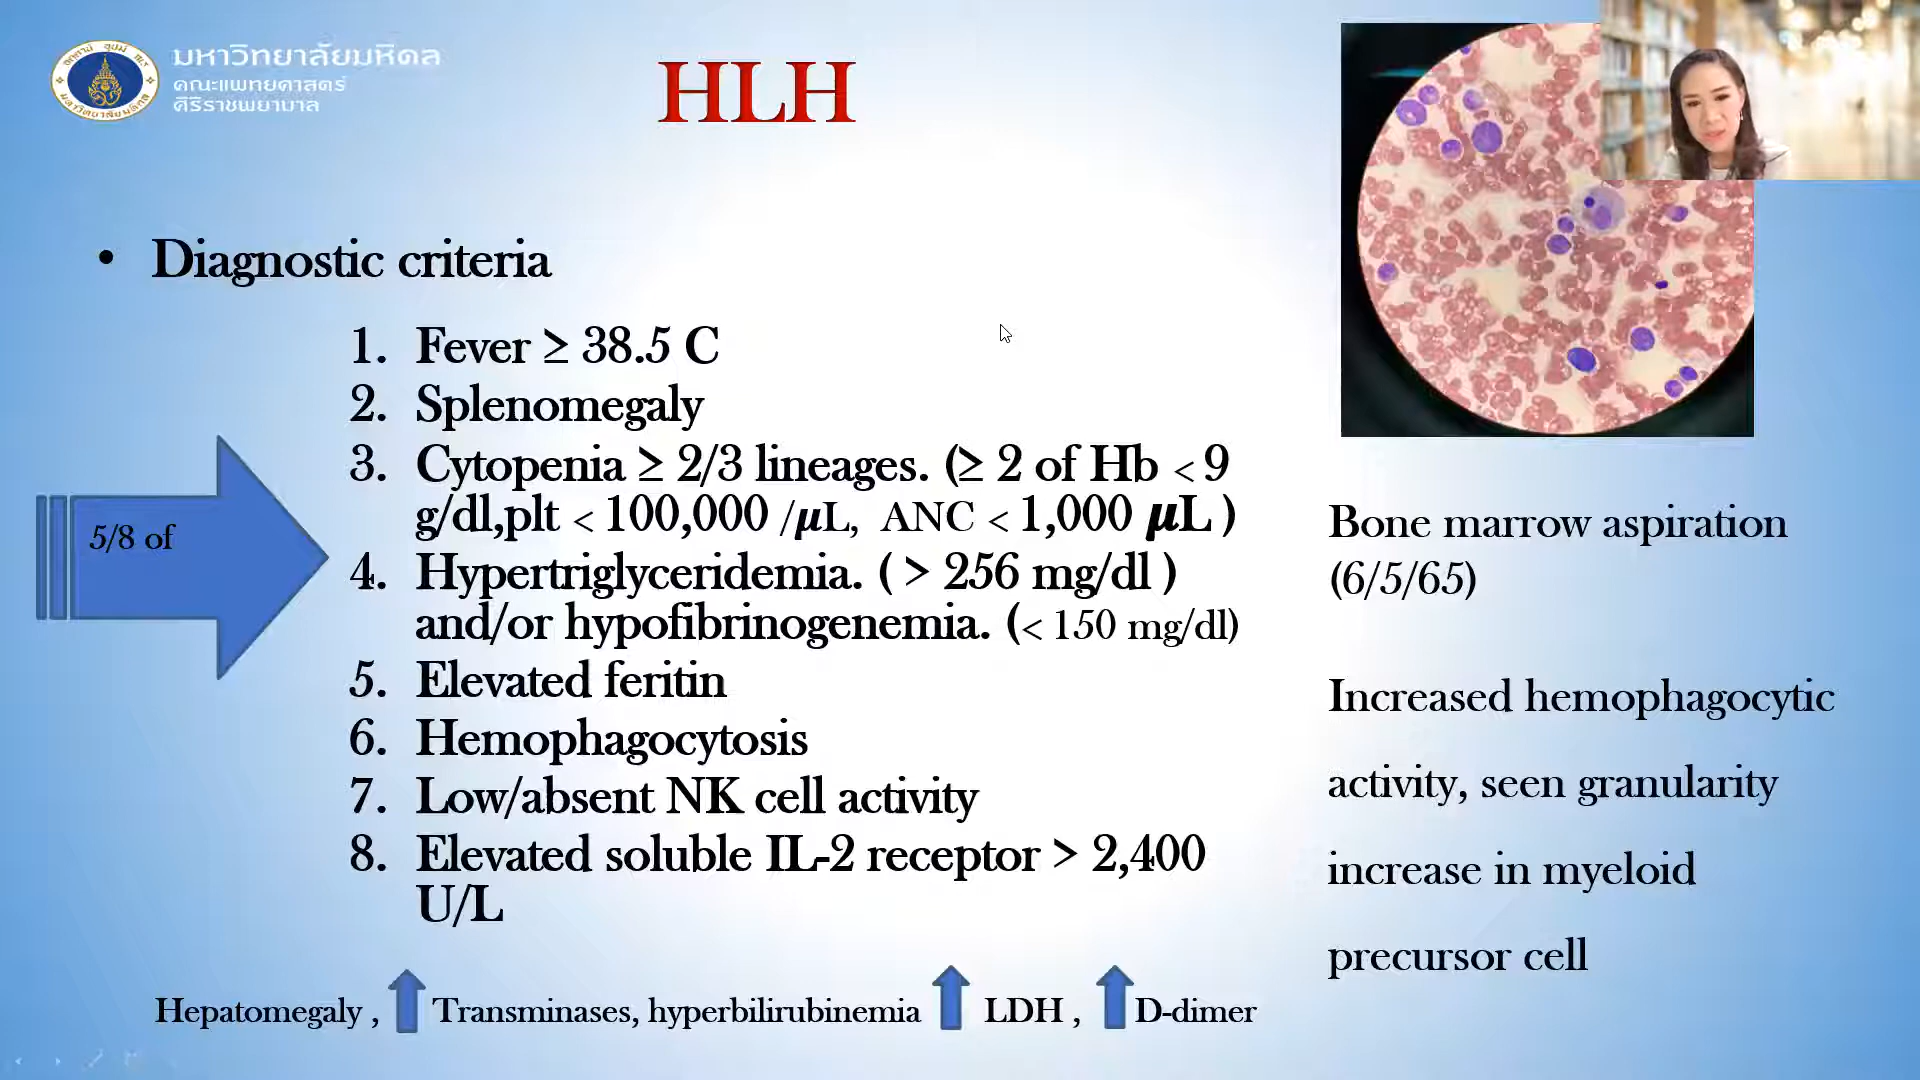 มหาวิทยาลัยมหิดล
คณะแพทยศาสตร์
ศิริราชพยาบาล
HLH
• Diagnostic criteria
5/8 of
1. Fever ≥ 38.5 C
2. Splenomegaly
3. Cytopenia ≥ 2/3 lineages. (≥ 2 of Hb < 9
g/dl,plt < 100,000 /μL, ANC < 1,000 μL )
4. Hypertriglyceridemia. ( > 256 mg/dl )
and/or hypofibrinogenemia. (< 150 mg/dl)
5. Elevated feritin
6. Hemophagocytosis
7. Low/absent NK cell activity
8. Elevated soluble IL-2 receptor > 2,400
U/L
Hepatomegaly , Transminases, hyperbilirubinemia LDH , D-dimer
Bone marrow aspiration
(6/5/65)
Increased hemophagocytic
activity, seen granularity
increase in myeloid
precursor cell